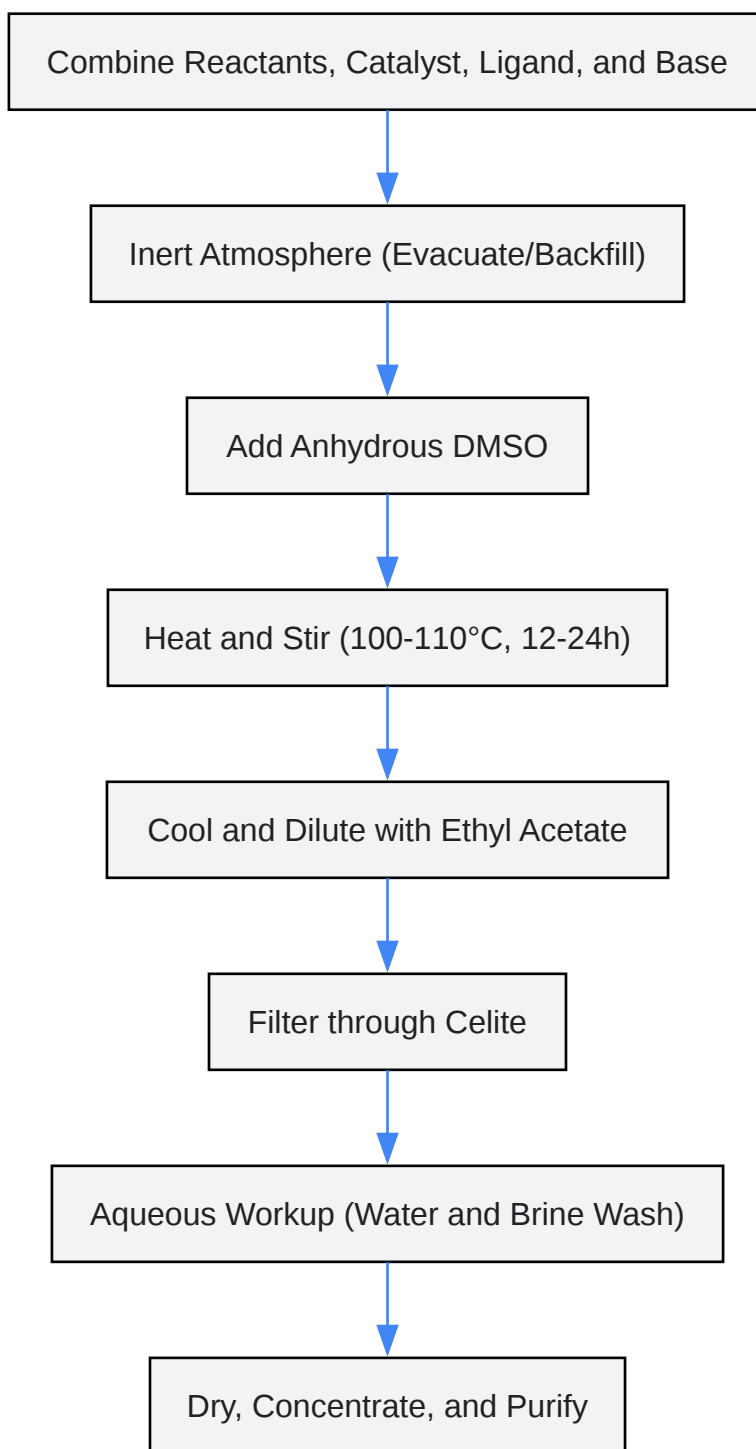 Combine Reactants, Catalyst, Ligand, and Base
Inert Atmosphere (Evacuate/Backfill)
Add Anhydrous DMSO
Heat and Stir (100-110°C, 12-24h)
Cool and Dilute with Ethyl Acetate
Filter through Celite
Aqueous Workup (Water and Brine Wash)
Dry, Concentrate, and Purify